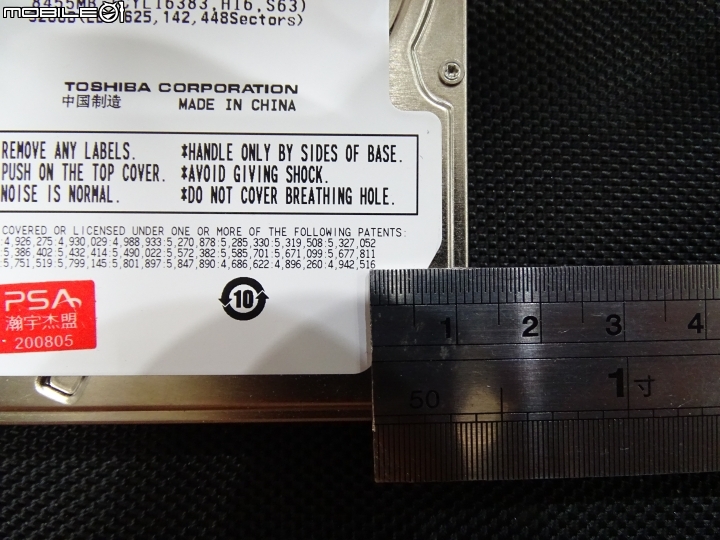 mobile01
8455MB
CYL16383,H16,S63)
625,142,448Sectors)
TOSHIBA CORPORATION
中国制造 MADE IN CHINA
REMOVE ANY LABELS. *HANDLE ONLY BY SIDES OF BASE.
PUSH ON THE TOP COVER. *AVOID GIVING SHOCK.
NOISE IS NORMAL. *DO NOT COVER BREATHING HOLE.
COVERED OR LICENSED UNDER ONE OR MORE OF THE FOLLOWING PATENTS:
4,926,275:4,930,029:4,988,933:5,270,878:5,285,330:5,319,508:5,327,052
5,386,402:5,432,414:5,490,022:5,572,382:5,585,701:5,671,099:5,677,811
5,751,519:5,799,145:5,801,897:5,847,890:4,686,622:4,896,260:4,942,516
PSA
瀚宇杰盟
200805
10
1 2 3 4
50 1寸